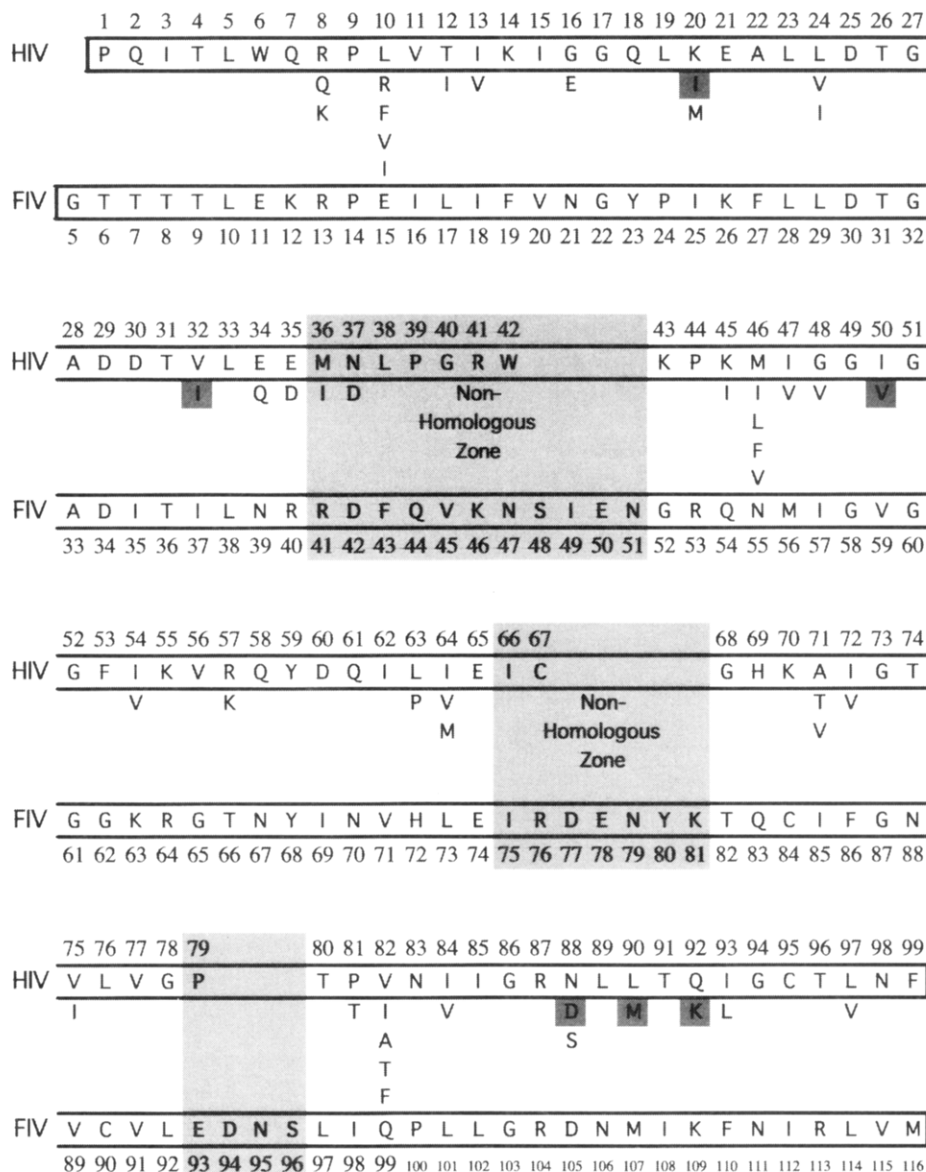 1 2 3 4 5 6 7 8 9 10 11 12 13 14 15 16 17 18 19 20 21 22 23 24 25 26 27
HIV P Q I T L W Q R P L V T I K I G G Q L K E A L L D T G
Q R I V E I V
K F M I
V
I
FIV G T T T T L E K R P E I L I F V N G Y P I K F L L D T G
5 6 7 8 9 10 11 12 13 14 15 16 17 18 19 20 21 22 23 24 25 26 27 28 29 30 31 32
28 29 30 31 32 33 34 35 36 37 38 39 40 41 42 43 44 45 46 47 48 49 50 51
HIV A D D T V L E E M N L P G R W K P K M I G G I G
I Q D I D Non- I I V V V
Homologous L
Zone F
V
FIV A D I T I L N R R D F Q V K N S I E N G R Q N M I G V G
33 34 35 36 37 38 39 40 41 42 43 44 45 46 47 48 49 50 51 52 53 54 55 56 57 58 59 60
52 53 54 55 56 57 58 59 60 61 62 63 64 65 66 67 68 69 70 71 72 73 74
HIV G F I K V R Q Y D Q I L I E I C G H K A I G T
V K P V Non- T V
M Homologous V
Zone
FIV G G K R G T N Y I N V H L E I R D E N Y K T Q C I F G N
61 62 63 64 65 66 67 68 69 70 71 72 73 74 75 76 77 78 79 80 81 82 83 84 85 86 87 88
75 76 77 78 79 80 81 82 83 84 85 86 87 88 89 90 91 92 93 94 95 96 97 98 99
HIV V L V G P T P V N I I G R N L L T Q I G C T L N F
I T I V D M K L V
A S
T
F
FIV V C V L E D N S L I Q P L L G R D N M I K F N I R L V M
89 90 91 92 93 94 95 96 97 98 99 100 101 102 103 104 105 106 107 108 109 110 111 112 113 114 115 116